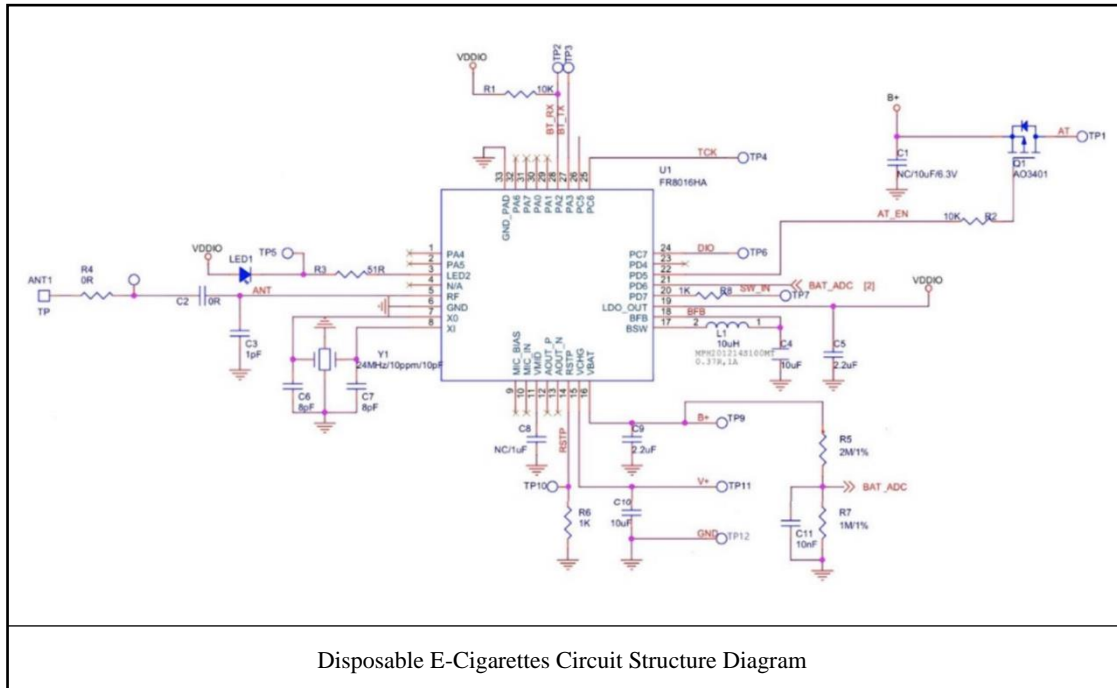 VDDIO
TP2
TP3
R1
10K
BT_RX
BT_TX
B+
AT
TP1
C1
NC/10uF/6.3V
Q1
AO3401
TCK
TP4
U1
FR8016HA
33
32
31
30
29
28
27
26
25
GND_PAD
PA6
PA7
PA0
PA1
PA2
PA3
PC5
PC6
AT_EN
10K
R2
VDDIO
LED1
TP5
R3
51R
ANT1
TP
R4
0R
C2
0R
ANT
C3
1pF
1
2
3
4
5
6
7
8
PA4
PA5
LED2
N/A
RF
GND
X0
XI
Y1
24MHz/10ppm/10pF
C6
8pF
C7
8pF
PC7
PD4
PD5
PD6
PD7
LDO_OUT
BFB
BSW
24
23
22
21
20
19
18
17
DIO
TP6
BAT_ADC [2]
1K
R8
SW_IN
TP7
VDDIO
BFB
2
1
L1
10uH
0.37R,1A
C4
10uF
C5
2.2uF
MIC_BIAS
MIC_IN
VMID
AOUT_P
AOUT_N
RSTP
VCHG
VBAT
9
10
11
12
13
14
15
16
C8
NC/1uF
RSTP
TP10
R6
1K
C9
2.2uF
B+
TP9
C10
10uF
V+
TP11
GND
TP12
R5
2M/1%
BAT_ADC
R7
1M/1%
C11
10nF
Disposable E-Cigarettes Circuit Structure Diagram